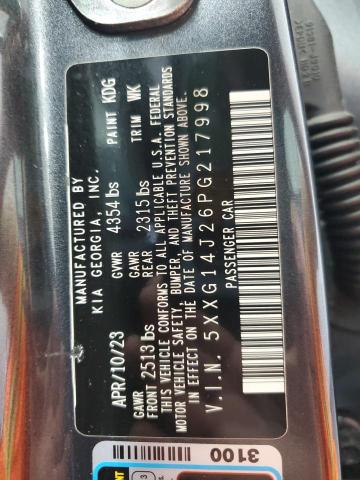 MANUFACTURED BY
KIA GEORGIA, INC.
PAINT KDG
APR/10/23 GVWR 4354 lbs
TRIM WK
GAWR FRONT 2513 lbs GAWR REAR 2315 lbs
THIS VEHICLE CONFORMS TO ALL APPLICABLE U.S.A. FEDERAL
MOTOR VEHICLE SAFETY, BUMPER, AND THEFT PREVENTION STANDARDS
IN EFFECT ON THE DATE OF MANUFACTURE SHOWN ABOVE.
V.I.N. 5XXG14J26PG217998
PASSENGER CAR
3100